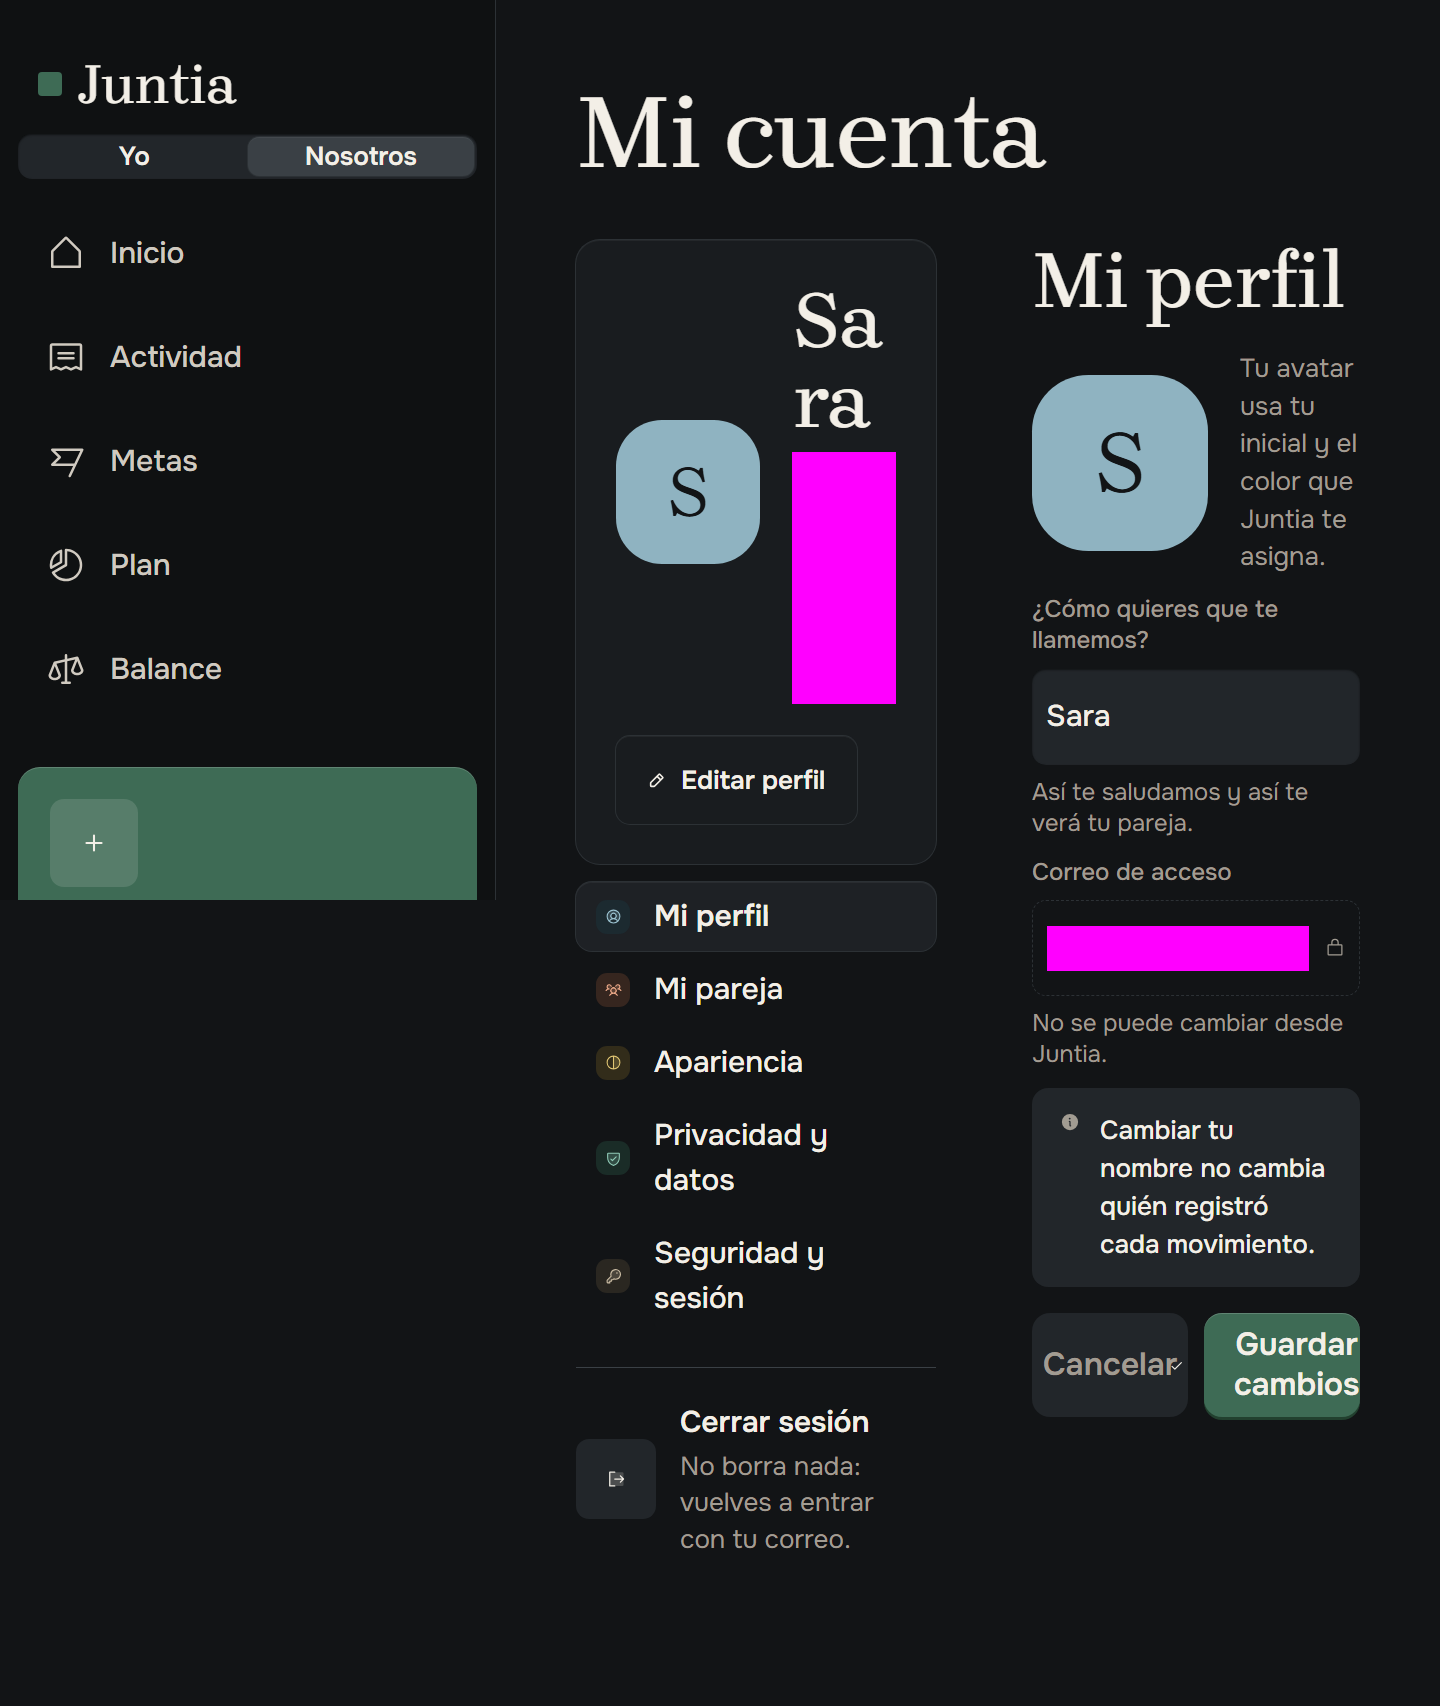 Juntia
Yo
Nosotros
Inicio
Actividad
Metas
Plan
Balance
+
Mi cuenta
S
Sa
ra
Editar perfil
Mi perfil
Mi pareja
Apariencia
Privacidad y
datos
Seguridad y
sesión
Cerrar sesión
No borra nada:
vuelves a entrar
con tu correo.
Mi perfil
S
Tu avatar
usa tu
inicial y el
color que
Juntia te
asigna.
¿Cómo quieres que te
llamemos?
Sara
Así te saludamos y así te
verá tu pareja.
Correo de acceso
No se puede cambiar desde
Juntia.
Cambiar tu
nombre no cambia
quién registró
cada movimiento.
Cancelar
Guardar
cambios